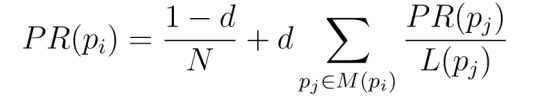 PR(p_i) = \frac{1-d}{N} + d \sum_{p_j \in M(p_i)} \frac{PR(p_j)}{L(p_j)}